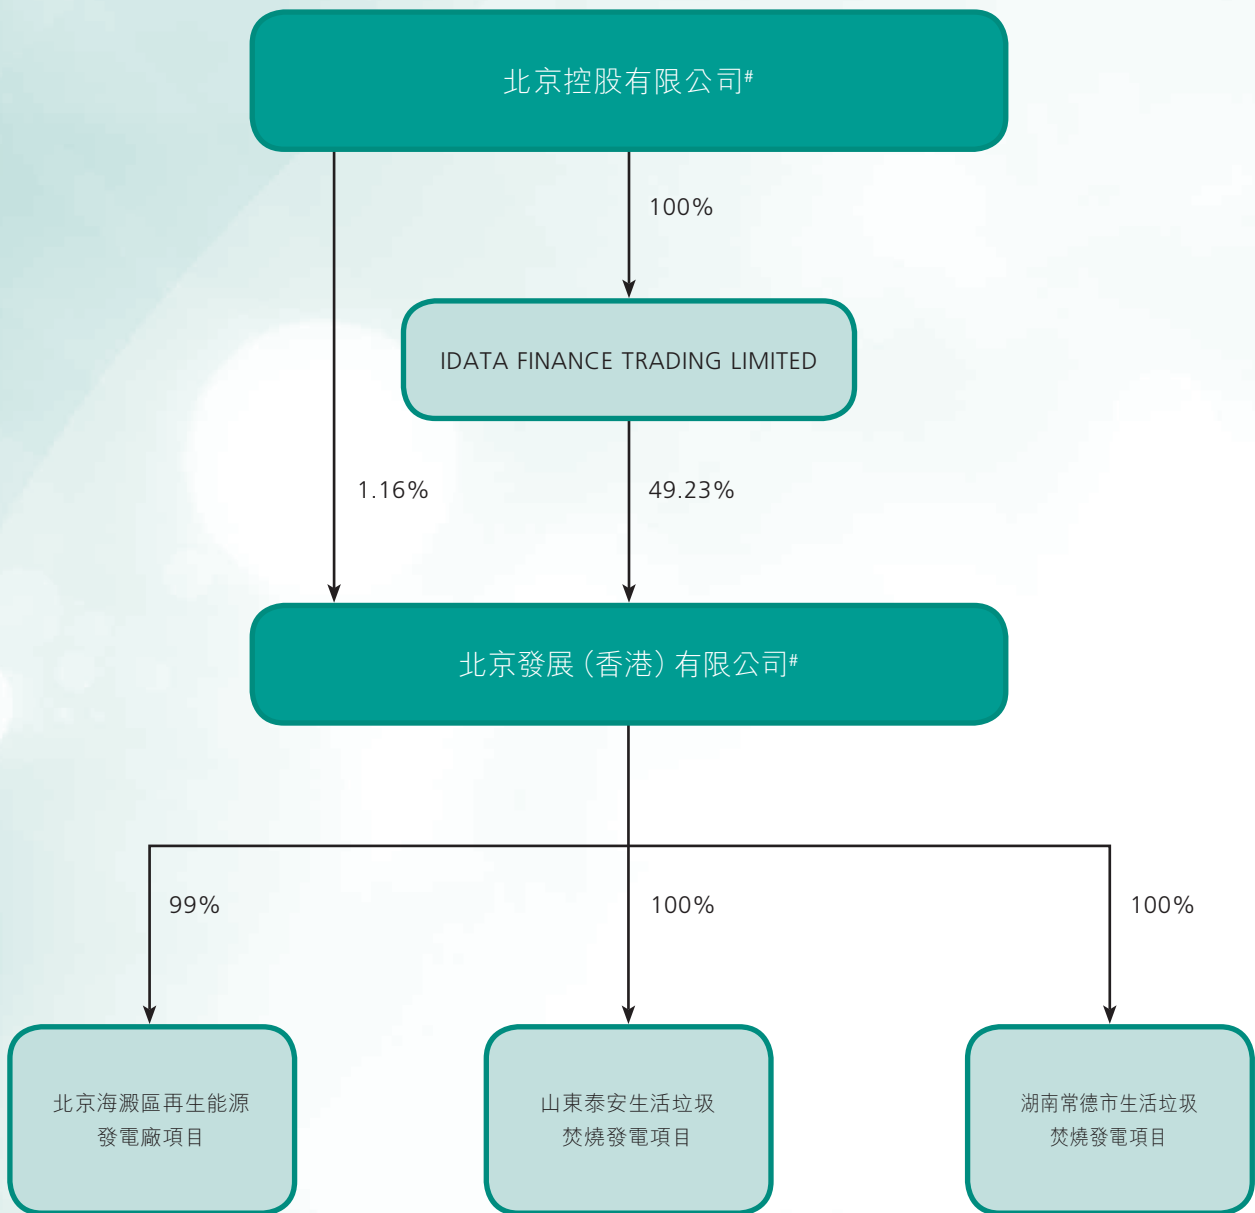 北京控股有限公司#
100%
IDATA FINANCE TRADING LIMITED
1.16%
49.23%
北京發展（香港）有限公司#
99%
100%
100%
北京海澱區再生能源
發電廠項目
山東泰安生活垃圾
焚燒發電項目
湖南常德市生活垃圾
焚燒發電項目